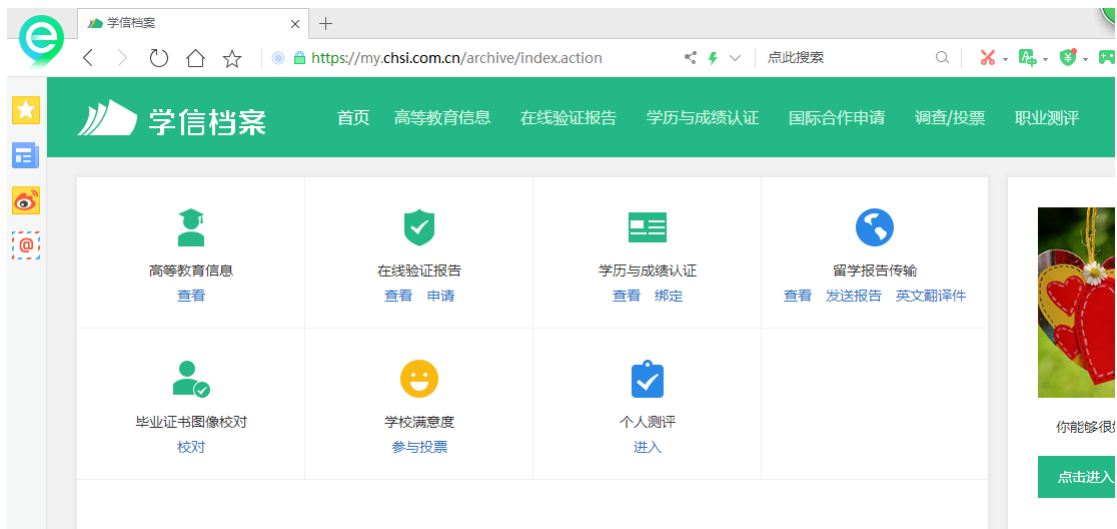 学信档案
https://my.chsi.com.cn/archive/index.action
点此搜索
学信档案
首页 高等教育信息 在线验证报告 学历与成绩认证 国际合作申请 调查/投票 职业测评
高等教育信息
查看
在线验证报告
查看 申请
学历与成绩认证
查看 绑定
留学报告传输
查看 发送报告 英文翻译件
毕业证书图像校对
校对
学校满意度
参与投票
个人测评
进入
你能够很
点击进入